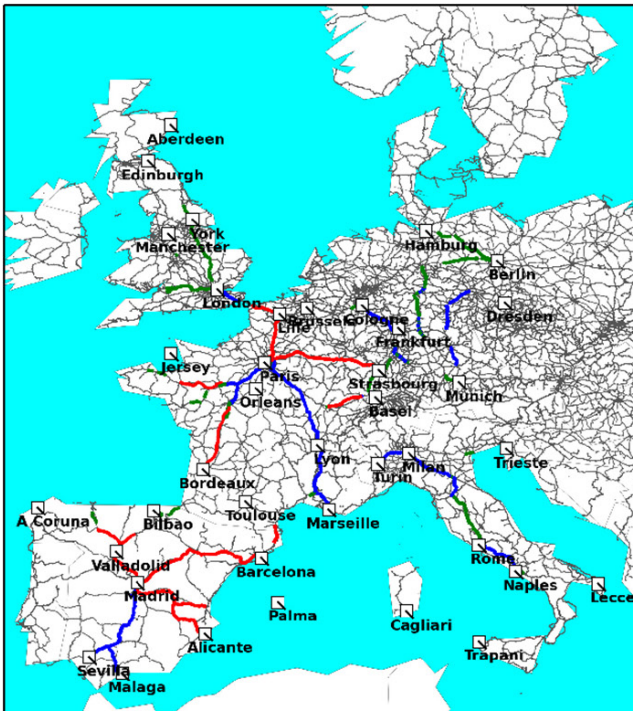 Aberdeen
Edinburgh
York
Manchester
Hamburg
Berlin
London
Lille
Brussels
Cologne
Dresden
Frankfurt
Jersey
Paris
Strasbourg
Orleans
Munich
Basel
Lyon
Milan
Trieste
Bordeaux
Turin
A Coruna
Bilbao
Toulouse
Marseille
Valladolid
Barcelona
Rome
Madrid
Naples
Lecce
Palma
Cagliari
Alicante
Trapani
Sevilla
Malaga